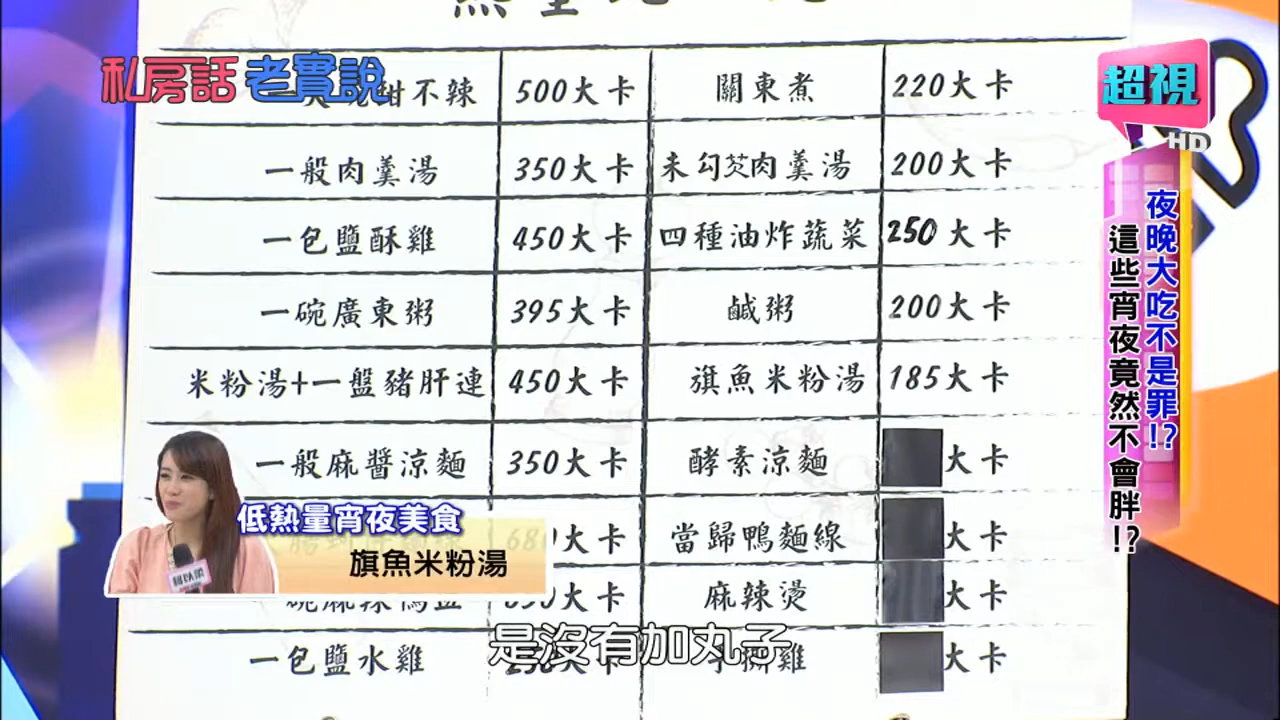 私房話 老實說
甜不辣 500大卡 關東煮 220大卡
一般肉羹湯 350大卡 未勾芡肉羹湯 200大卡
一包鹽酥雞 450大卡 四種油炸蔬菜 250大卡
一碗廣東粥 395大卡 鹹粥 200大卡
米粉湯+一盤豬肝連 450大卡 旗魚米粉湯 185大卡
一般麻醬涼麵 350大卡 酵素涼麵 大卡
680大卡 當歸鴨麵線 大卡
大卡 麻辣燙 大卡
一包鹽水雞 大卡 雞 大卡
低熱量宵夜美食
旗魚米粉湯
是沒有加丸子
超視
HD
夜晚大吃不是罪!?
這些宵夜竟然不會胖!?